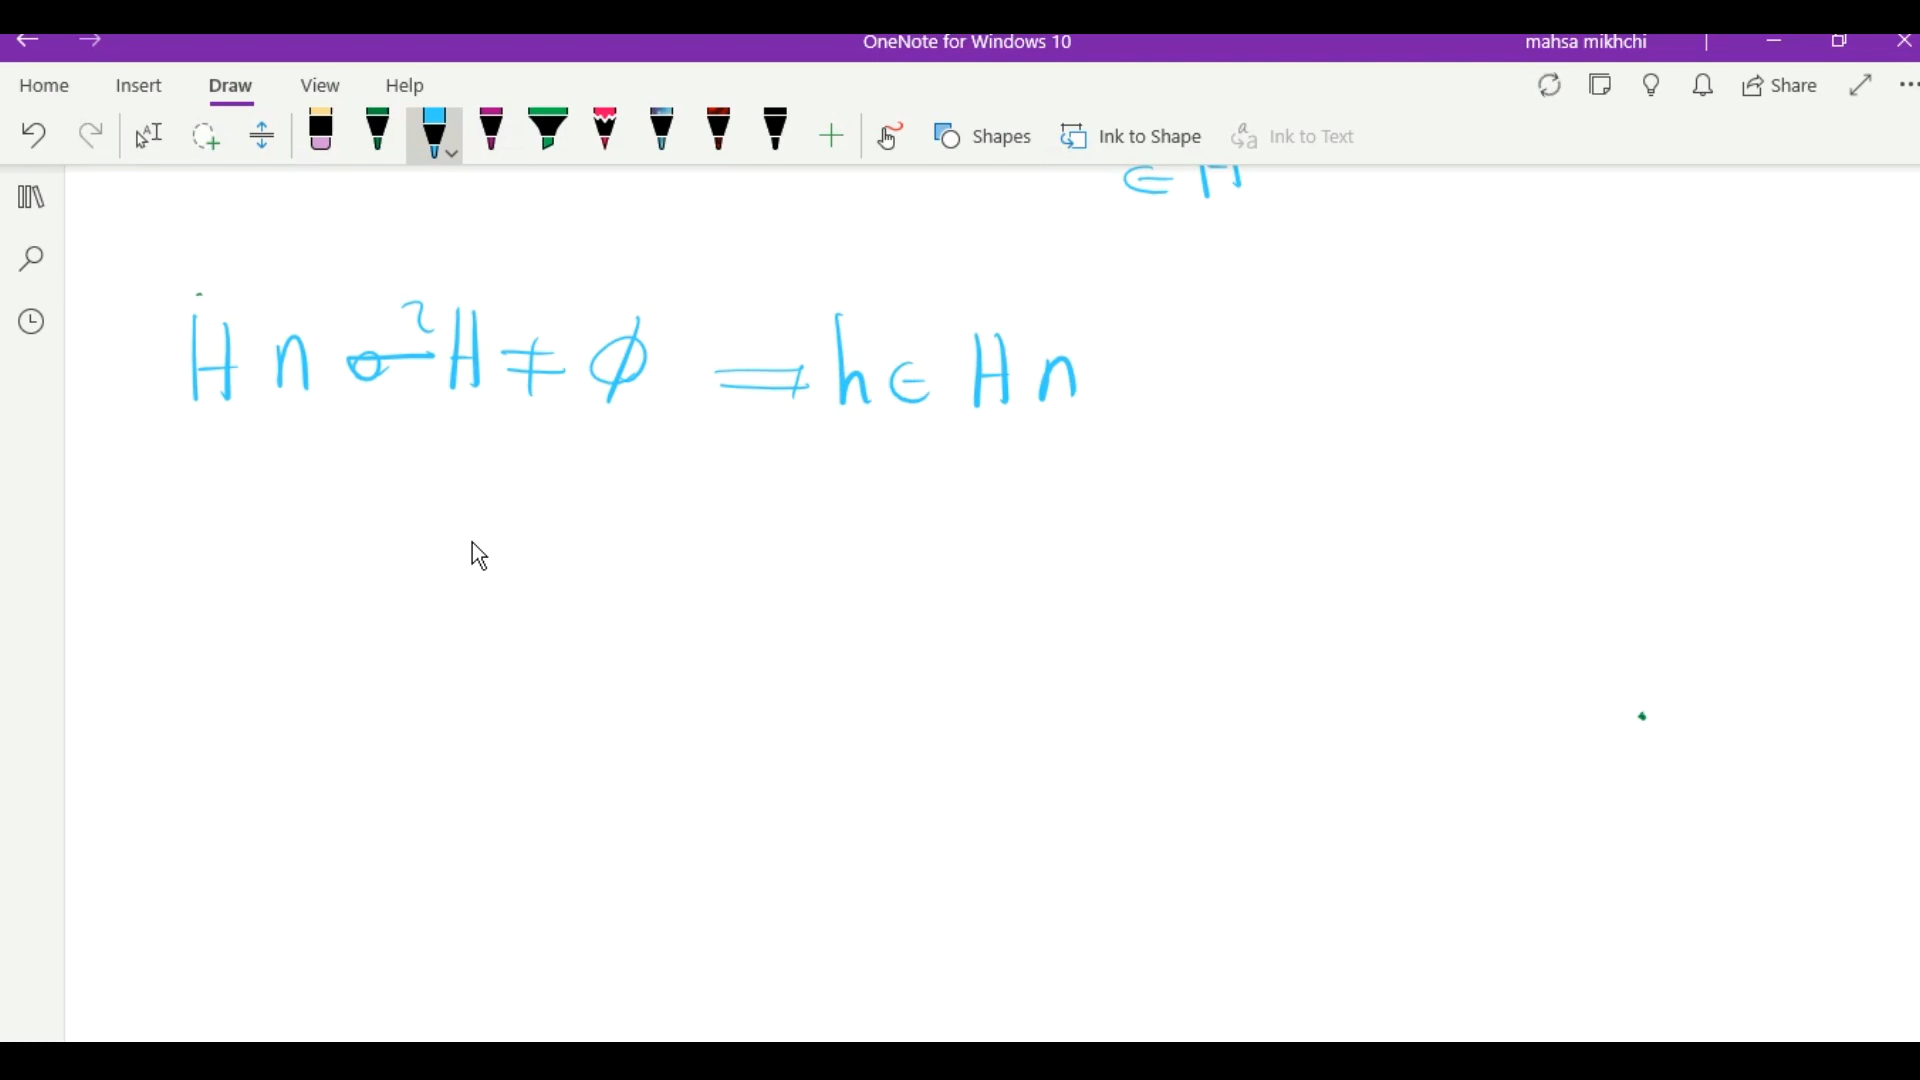 OneNote for Windows 10 mahsa mikhchi
Home Insert Draw View Help Share
Shapes Ink to Shape Ink to Text
∈ H
H ∩ σ² H ≠ ∅ ⇒ h ∈ H ∩